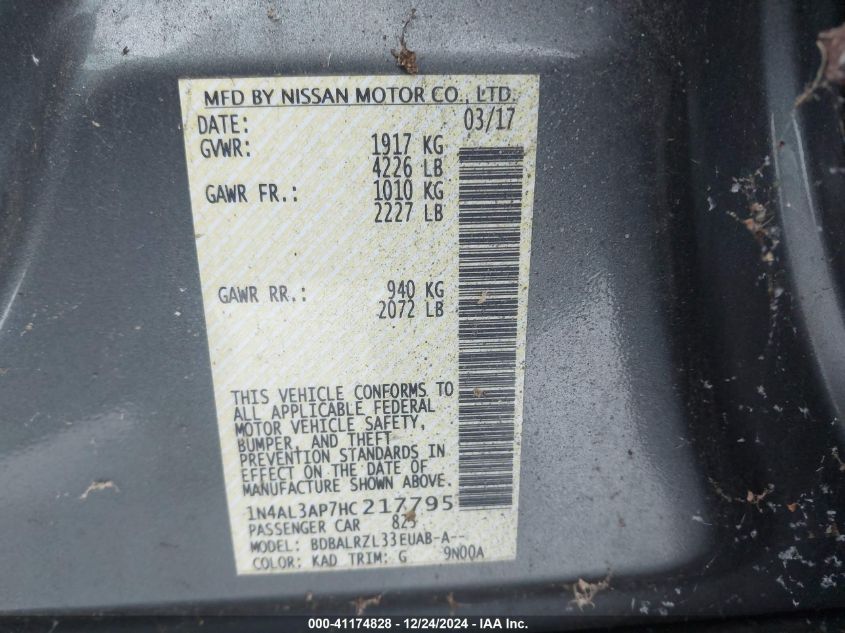 MFD BY NISSAN MOTOR CO., LTD.
DATE: 03/17
GVWR: 1917 KG
4226 LB
GAWR FR.: 1010 KG
2227 LB
GAWR RR.: 940 KG
2072 LB
THIS VEHICLE CONFORMS TO
ALL APPLICABLE FEDERAL
MOTOR VEHICLE SAFETY,
BUMPER, AND THEFT
PREVENTION STANDARDS IN
EFFECT ON THE DATE OF
MANUFACTURE SHOWN ABOVE.
1N4AL3AP7HC217795
PASSENGER CAR
MODEL: BDBALRZL33EUAB-A--
COLOR: KAD TRIM: G 9N00A
000-41174828 - 12/24/2024 - IAA Inc.